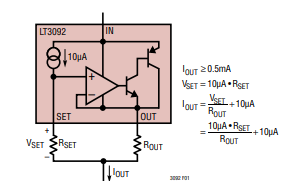 LT3092
IN
10µA
+
–
SET
OUT
+
VSET
RSET
–
ROUT
IOUT
IOUT ≥ 0.5mA
VSET = 10µA • RSET
IOUT = VSET/ROUT + 10µA
= 10µA • RSET/ROUT + 10µA
3092 F01